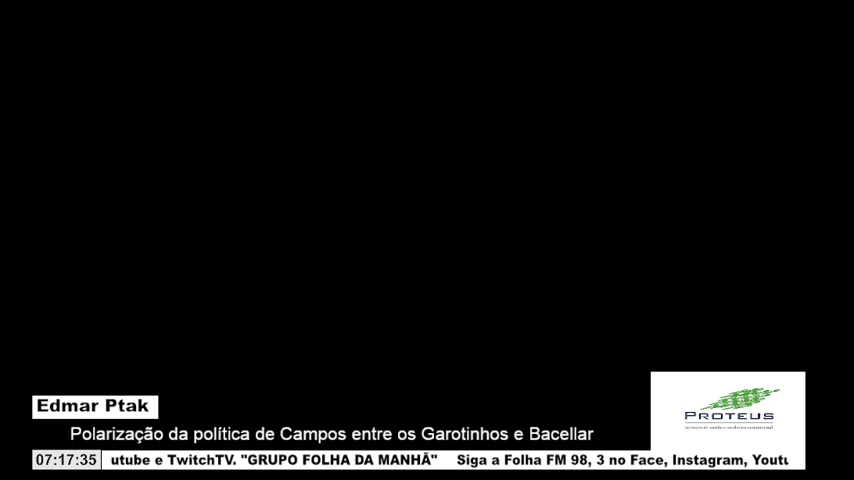 PROTEUS
Edmar Ptak
Polarização da política de Campos entre os Garotinhos e Bacellar
07:17:35 utube e TwitchTV. "GRUPO FOLHA DA MANHÃ" Siga a Folha FM 98, 3 no Face, Instagram, Youtu